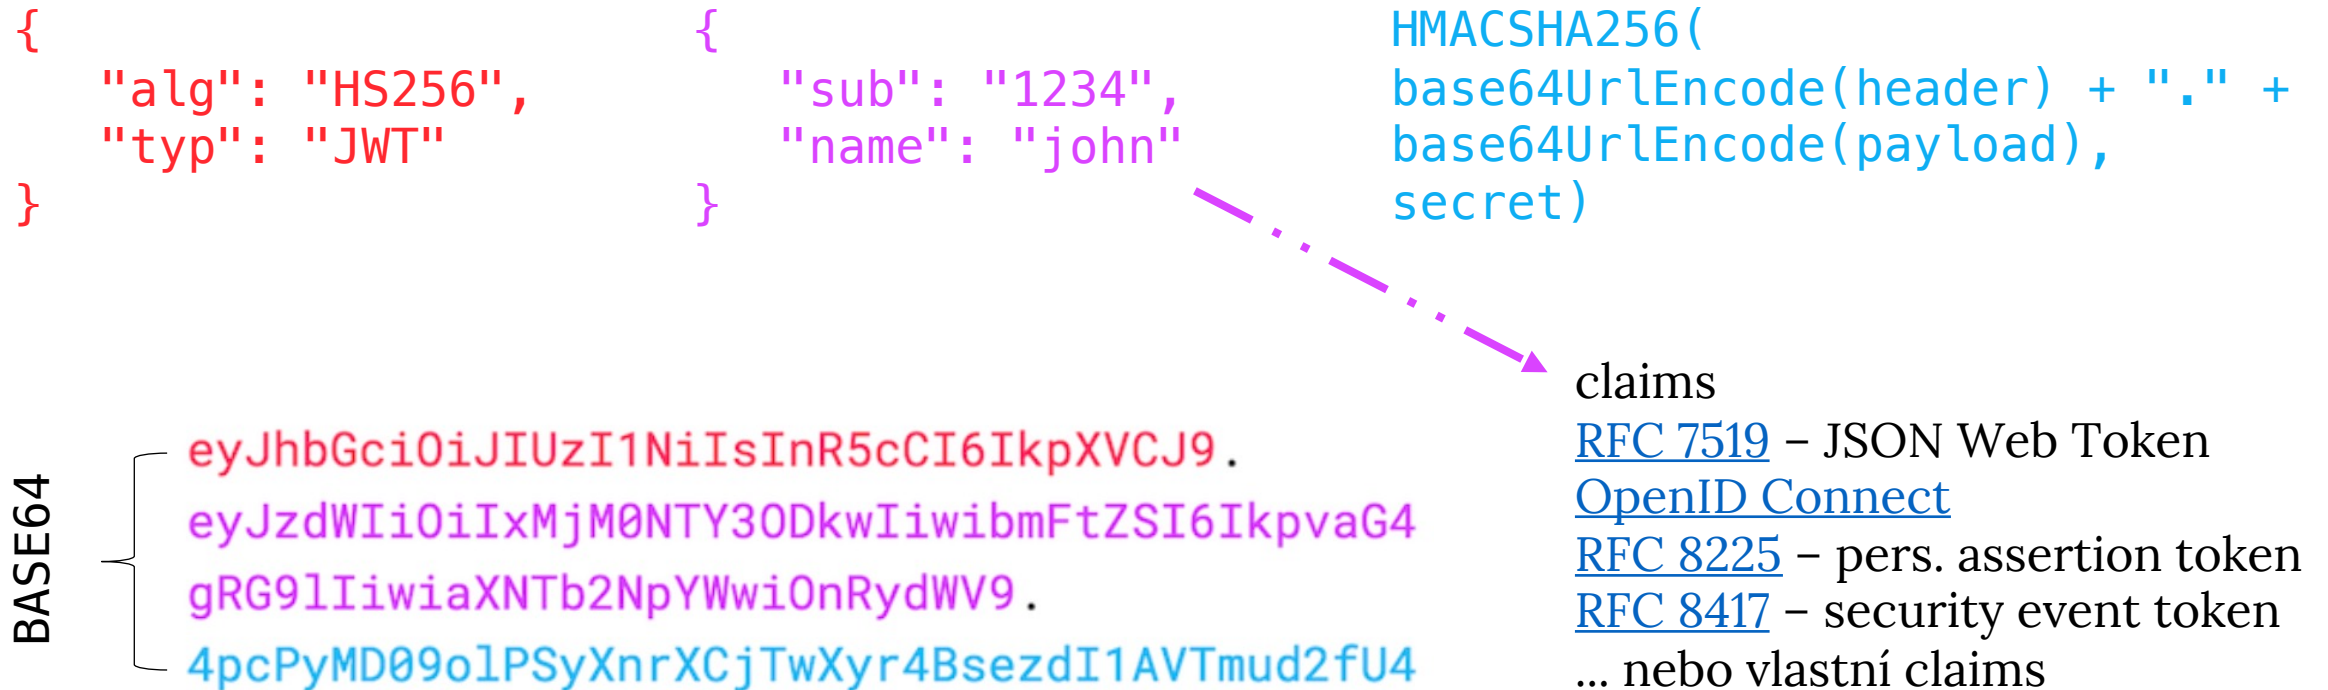 {
"alg": "HS256",
"typ": "JWT"
}
{
"sub": "1234",
"name": "john"
}
HMACSHA256(
base64UrlEncode(header) + "." +
base64UrlEncode(payload),
secret)
BASE64
eyJhbGciOiJIUzI1NiIsInR5cCI6IkpXVCJ9.
eyJzdWIiOiIxMjM0NTY3ODkwIiwibmFtZSI6IkpvaG4
gRG9lIiwiaXNTb2NpYWwiOnRydWV9.
4pcPyMD09olPSyXnrXCjTwXyr4BsezdI1AVTmud2fU4
claims
RFC 7519 – JSON Web Token
OpenID Connect
RFC 8225 – pers. assertion token
RFC 8417 – security event token
... nebo vlastní claims